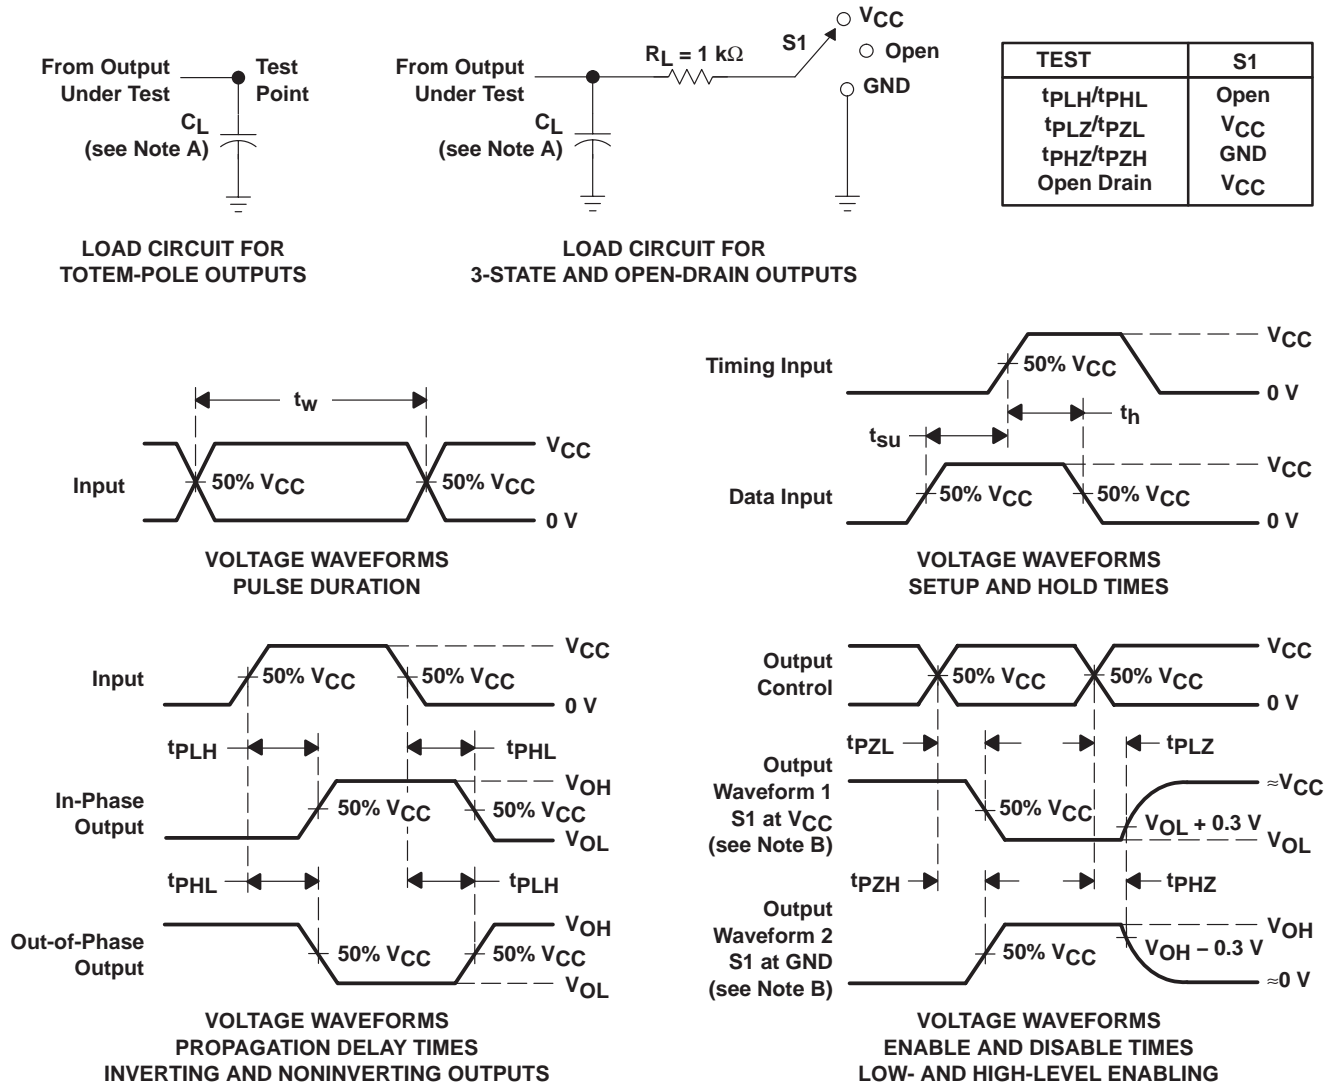 From Output
Under Test
Test
Point
CL
(see Note A)
LOAD CIRCUIT FOR
TOTEM-POLE OUTPUTS
From Output
Under Test
RL = 1 kΩ
S1
VCC
Open
GND
CL
(see Note A)
LOAD CIRCUIT FOR
3-STATE AND OPEN-DRAIN OUTPUTS
TEST S1
tPLH/tPHL Open
tPLZ/tPZL VCC
tPHZ/tPZH GND
Open Drain VCC
tw
Input
50% VCC
50% VCC
VCC
0 V
VOLTAGE WAVEFORMS
PULSE DURATION
Timing Input
50% VCC
VCC
0 V
tsu
th
Data Input
50% VCC
50% VCC
VCC
0 V
VOLTAGE WAVEFORMS
SETUP AND HOLD TIMES
Input
50% VCC
50% VCC
VCC
0 V
tPLH
tPHL
In-Phase
Output
50% VCC
50% VCC
VOH
VOL
tPHL
tPLH
Out-of-Phase
Output
50% VCC
50% VCC
VOH
VOL
VOLTAGE WAVEFORMS
PROPAGATION DELAY TIMES
INVERTING AND NONINVERTING OUTPUTS
Output
Control
50% VCC
50% VCC
VCC
0 V
tPZL
tPLZ
Output
Waveform 1
S1 at VCC
(see Note B)
50% VCC
VOL + 0.3 V
≈VCC
VOL
tPZH
tPHZ
Output
Waveform 2
S1 at GND
(see Note B)
50% VCC
VOH − 0.3 V
VOH
≈0 V
VOLTAGE WAVEFORMS
ENABLE AND DISABLE TIMES
LOW- AND HIGH-LEVEL ENABLING